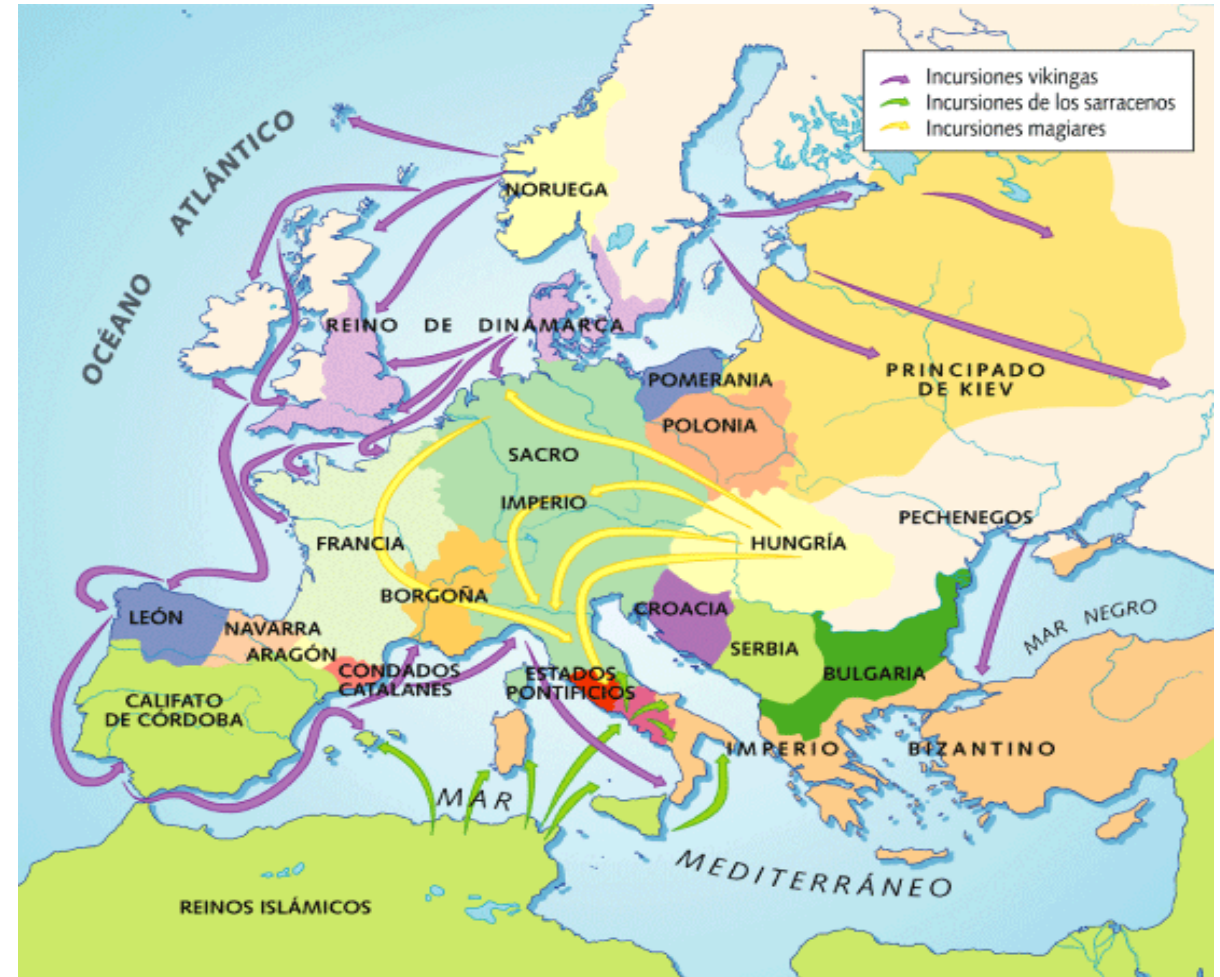 Incursiones vikingas
Incursiones de los sarracenos
Incursiones magiares
OCÉANO ATLÁNTICO
NORUEGA
REINO DE DINAMARCA
POMERANIA
POLONIA
PRINCIPADO
DE KIEV
SACRO
IMPERIO
FRANCIA
BORGOÑA
HUNGRÍA
PECHENEGOS
CROACIA
SERBIA
BULGARIA
MAR NEGRO
LEÓN
NAVARRA
ARAGÓN
CONDADOS
CATALANES
ESTADOS
PONTIFICIOS
CALIFATO
DE CÓRDOBA
IMPERIO BIZANTINO
MAR
MEDITERRÁNEO
REINOS ISLÁMICOS